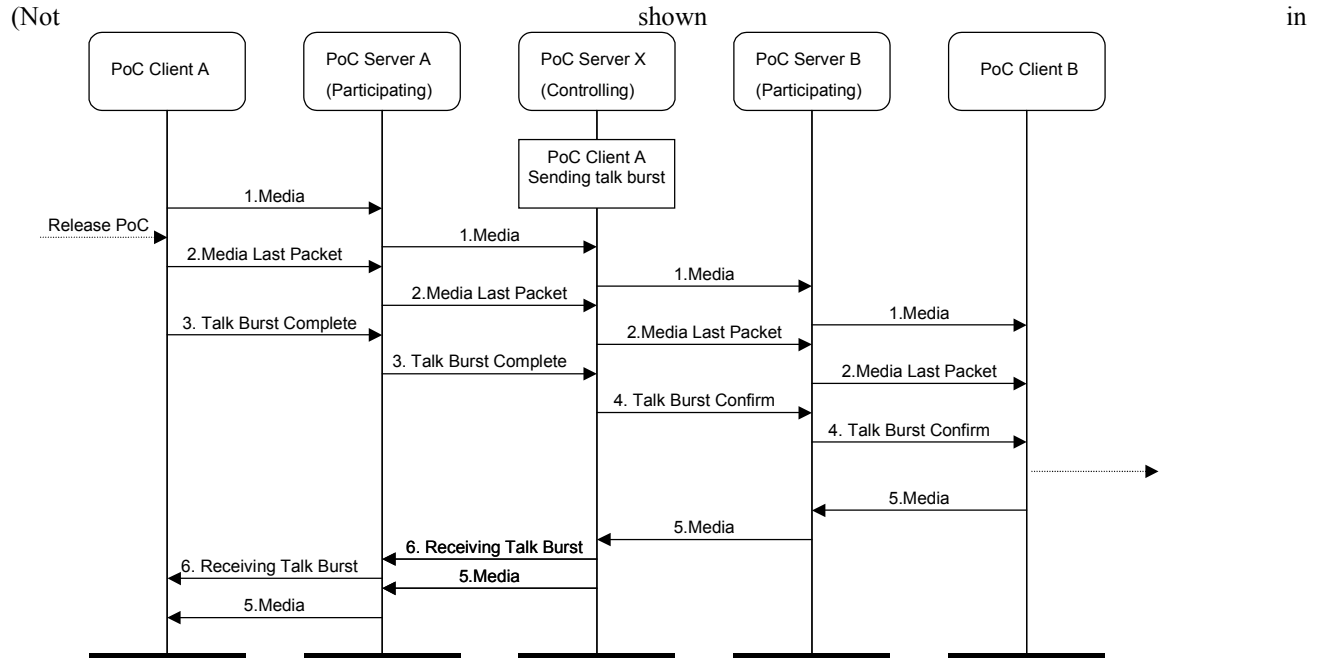 (Not shown in
PoC Client A
PoC Server A
(Participating)
PoC Server X
(Controlling)
PoC Server B
(Participating)
PoC Client B
PoC Client A
Sending talk burst
1.Media
Release PoC
1.Media
2.Media Last Packet
1.Media
2.Media Last Packet
1.Media
3. Talk Burst Complete
2.Media Last Packet
3. Talk Burst Complete
2.Media Last Packet
4. Talk Burst Confirm
4. Talk Burst Confirm
5.Media
5.Media
6. Receiving Talk Burst
6. Receiving Talk Burst
5.Media
5.Media